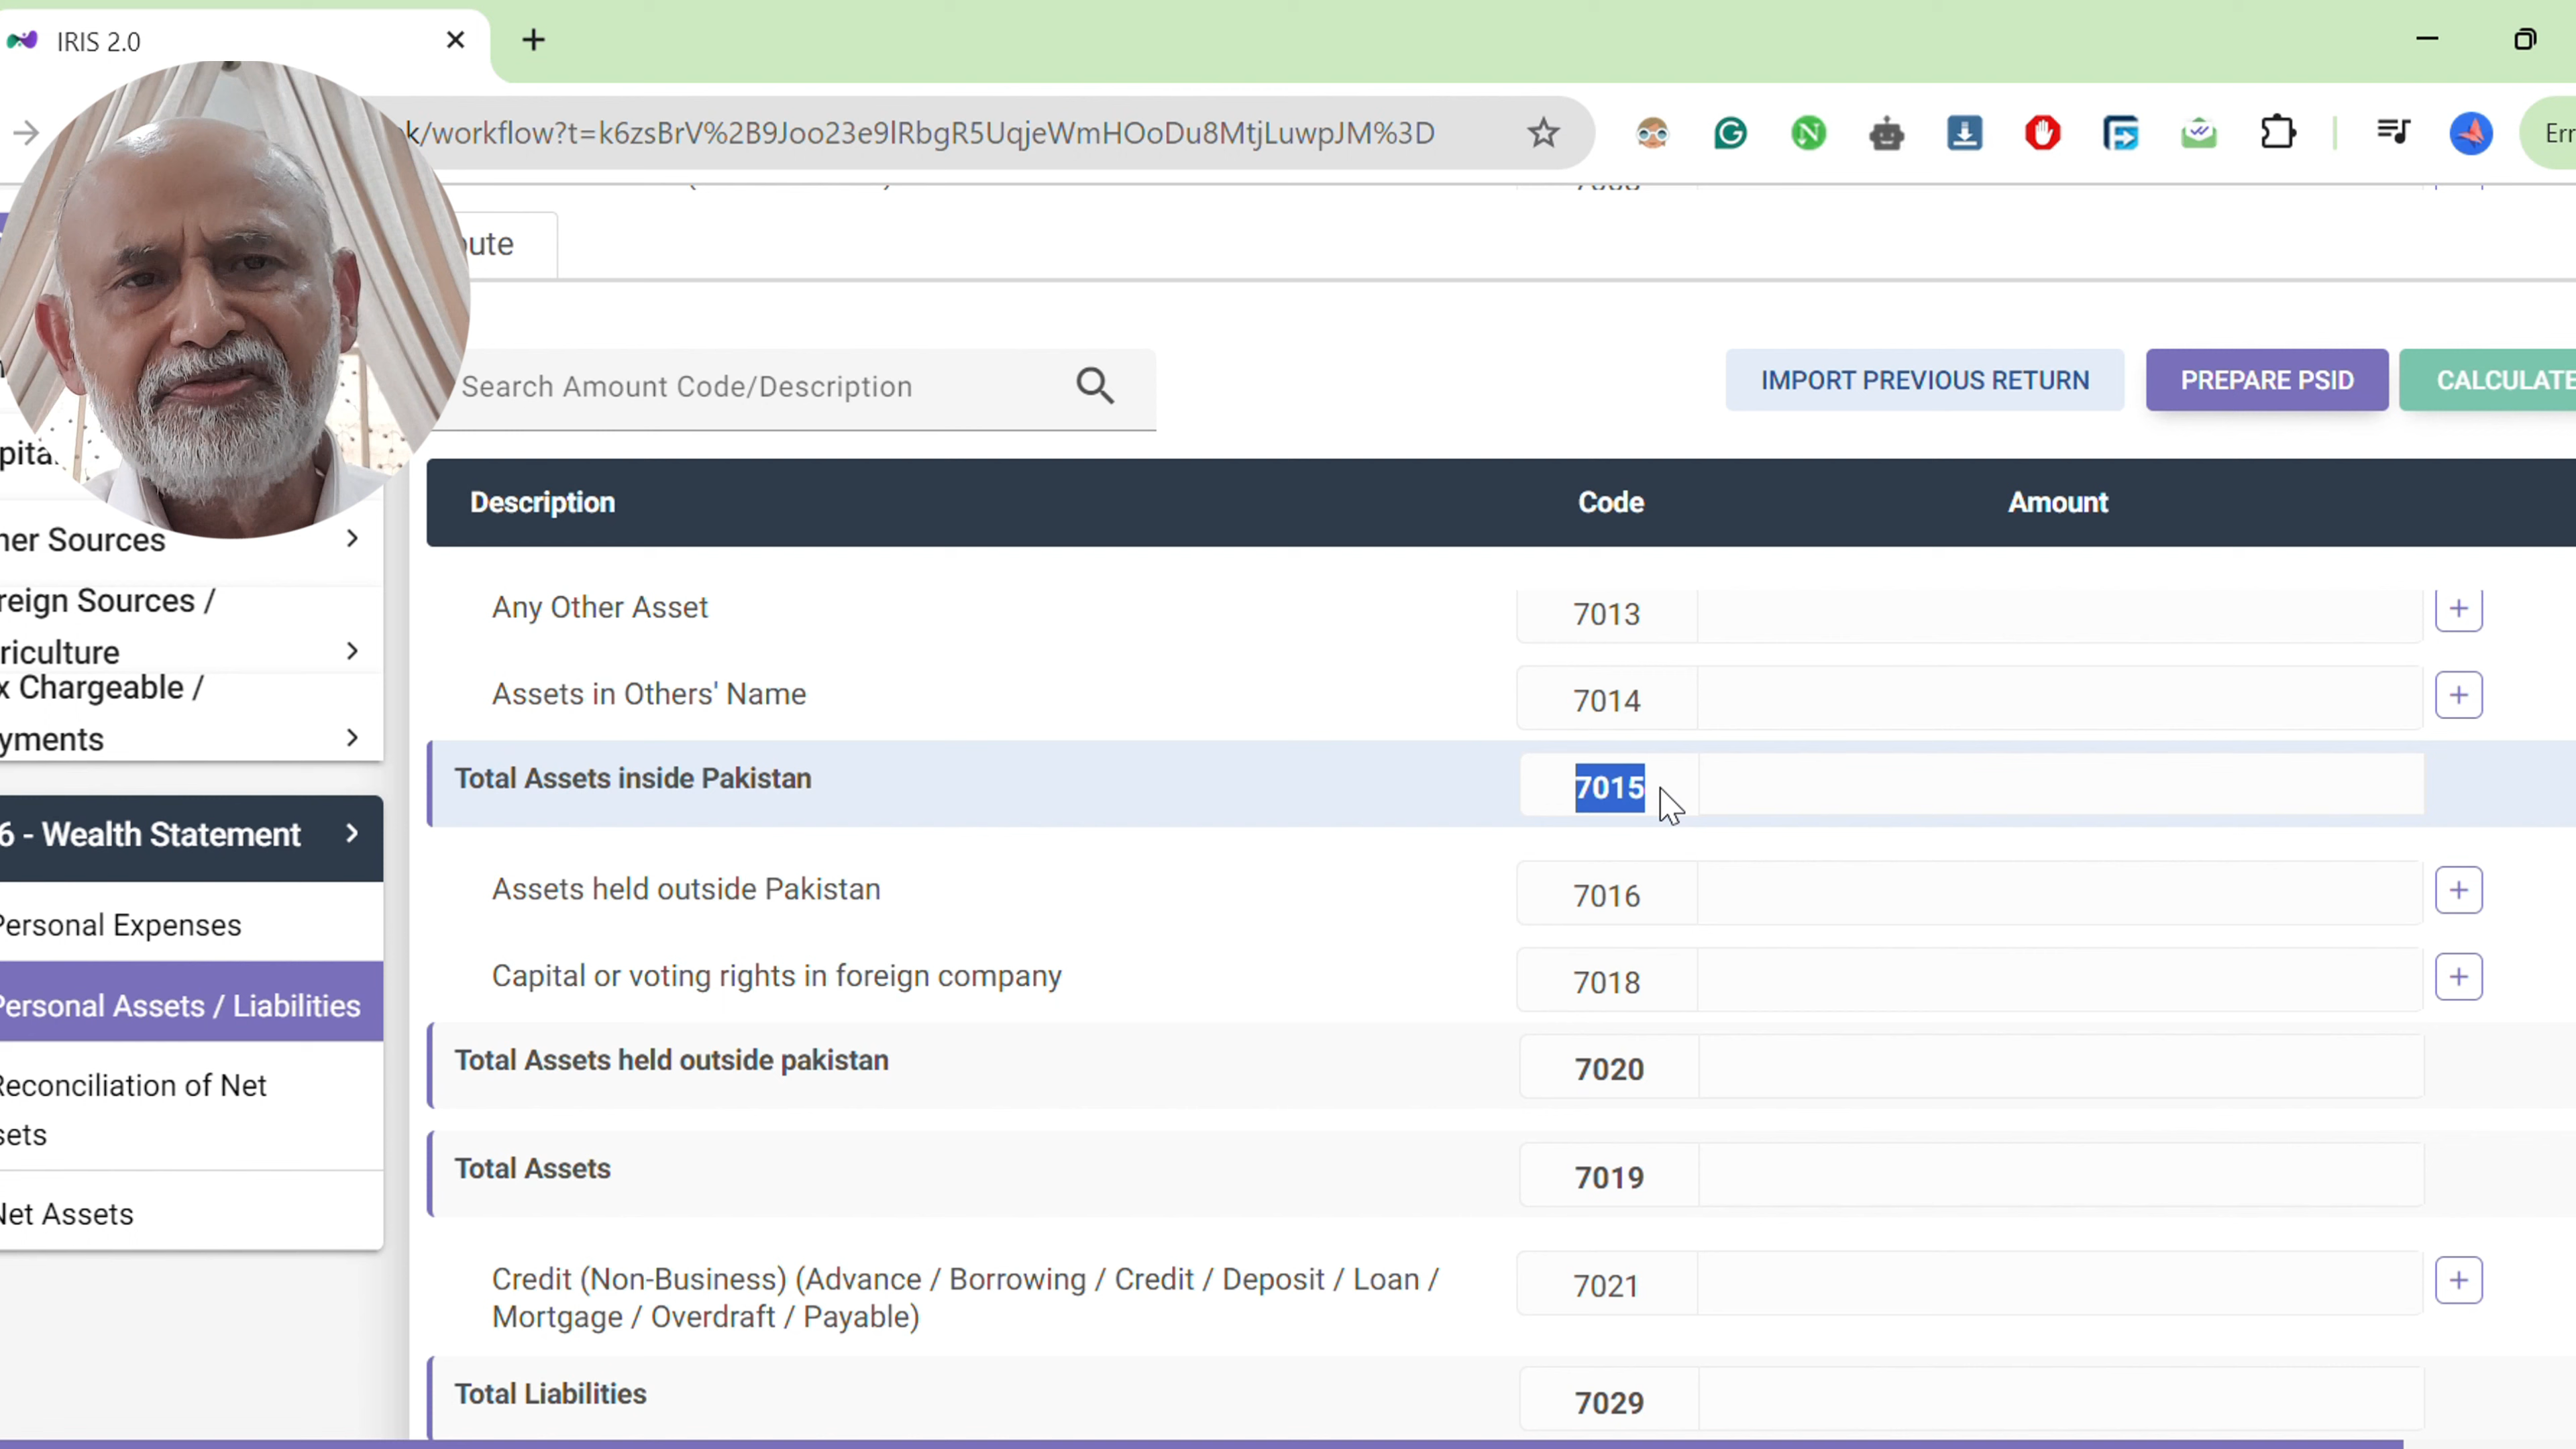 IRIS 2.0
k/workflow?t=k6zsBrV%2B9Joo23e9lRbgR5UqjeWmHOoDu8MtjLuwpJM%3D
Err
oute
Search Amount Code/Description
IMPORT PREVIOUS RETURN
PREPARE PSID
CALCULATE
Description Code Amount
Any Other Asset 7013
Assets in Others' Name 7014
Total Assets inside Pakistan 7015
Assets held outside Pakistan 7016
Capital or voting rights in foreign company 7018
Total Assets held outside pakistan 7020
Total Assets 7019
Credit (Non-Business) (Advance / Borrowing / Credit / Deposit / Loan / 7021
Mortgage / Overdraft / Payable)
Total Liabilities 7029
pita
her Sources
reign Sources /
riculture
x Chargeable /
yments
6 - Wealth Statement
Personal Expenses
Personal Assets / Liabilities
Reconciliation of Net
sets
Net Assets